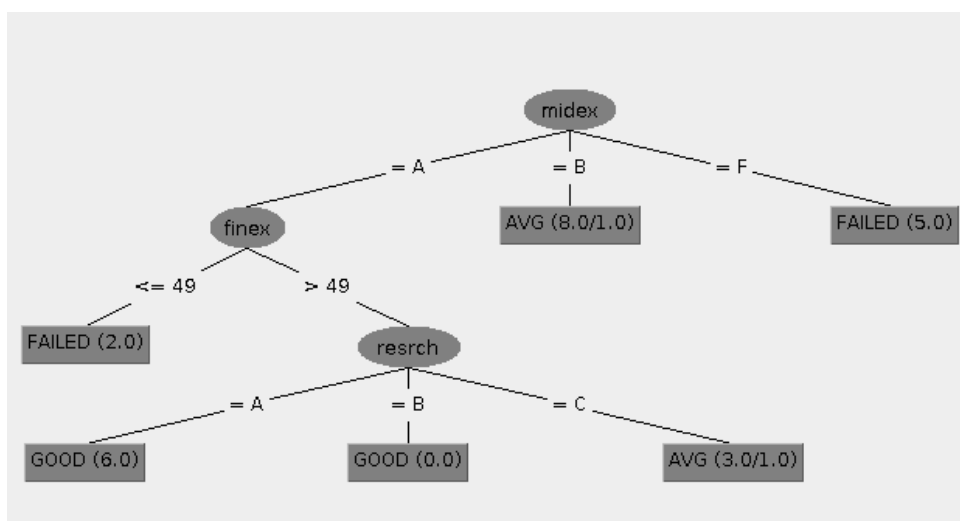 midex
= A
= B
= F
finex
AVG (8.0/1.0)
FAILED (5.0)
<= 49
> 49
FAILED (2.0)
resrch
= A
= B
= C
GOOD (6.0)
GOOD (0.0)
AVG (3.0/1.0)